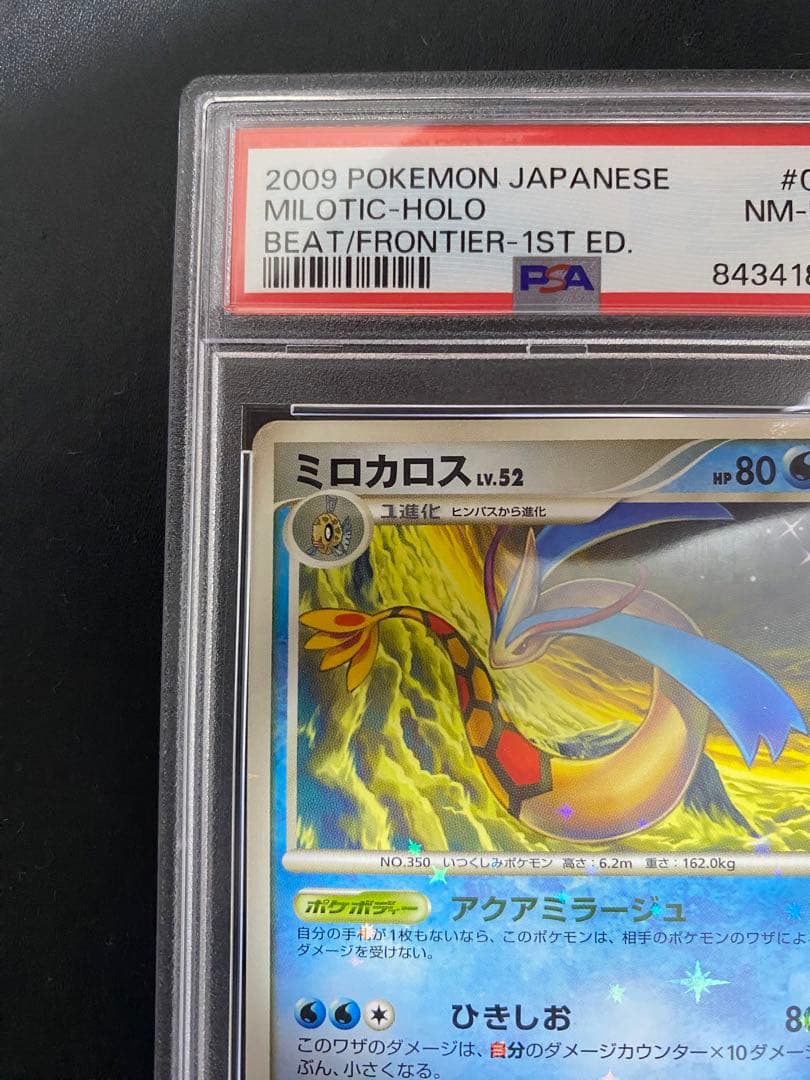 2009 POKEMON JAPANESE
MILOTIC-HOLO NM-
BEAT/FRONTIER-1ST ED.
PSA 84341
ミロカロス LV.52 HP 80
1進化 ヒンバスから進化
NO.350 いつくしみポケモン 高さ:6.2m 重さ:162.0kg
ポケボディー アクアミラージュ
自分の手札が1枚もないなら、このポケモンは、相手のポケモンのワザによ
ダメージを受けない。
ひきしお 8
このワザのダメージは、自分のダメージカウンター×10ダメー
ぶん、小さくなる。